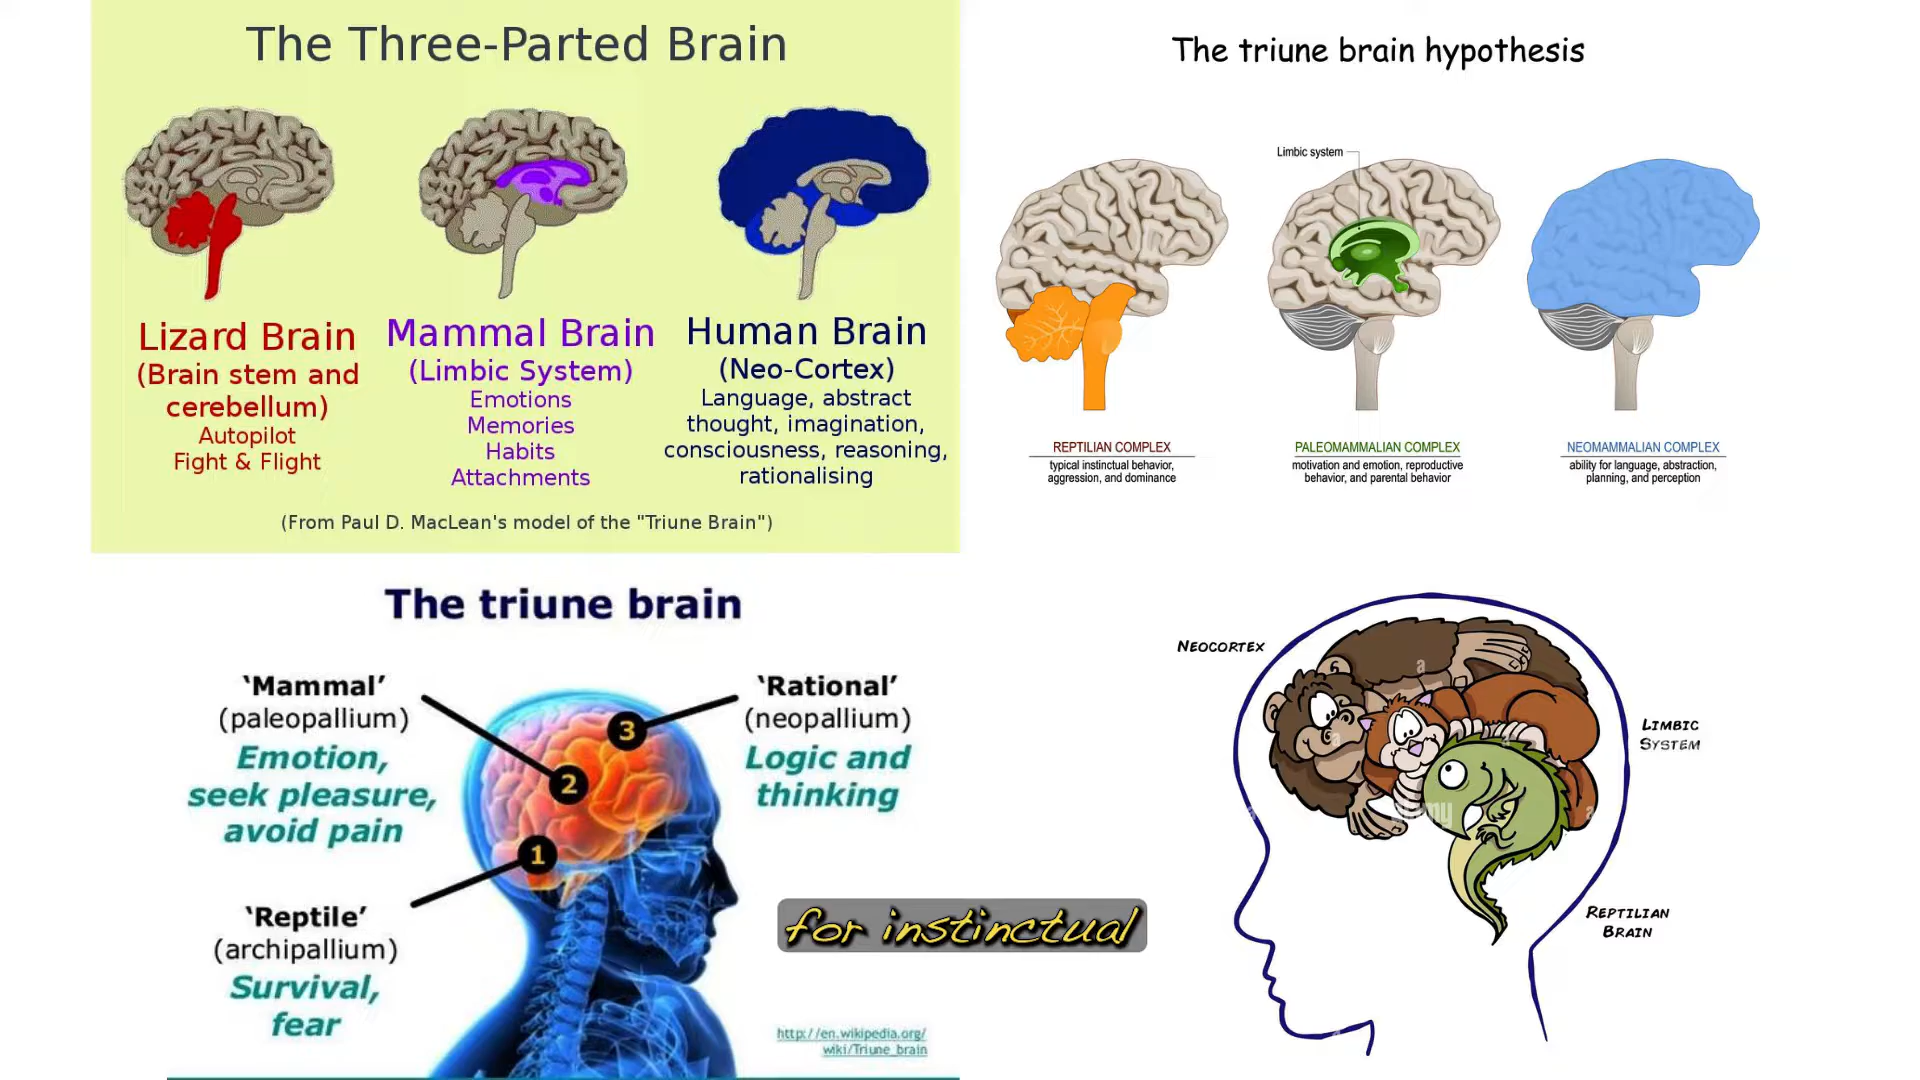 The Three-Parted Brain
Lizard Brain
(Brain stem and
cerebellum)
Autopilot
Fight & Flight
Mammal Brain
(Limbic System)
Emotions
Memories
Habits
Attachments
Human Brain
(Neo-Cortex)
Language, abstract
thought, imagination,
consciousness, reasoning,
rationalising
(From Paul D. MacLean's model of the "Triune Brain")
The triune brain hypothesis
Limbic system
REPTILIAN COMPLEX
typical instinctual behavior,
aggression, and dominance
PALEOMAMMALIAN COMPLEX
motivation and emotion, reproductive
behavior, and parental behavior
NEOMAMMALIAN COMPLEX
ability for language, abstraction,
planning, and perception
The triune brain
'Mammal'
(paleopallium)
Emotion,
seek pleasure,
avoid pain
'Rational'
(neopallium)
Logic and
thinking
3
2
1
'Reptile'
(archipallium)
Survival,
fear
http://en.wikipedia.org/
wiki/Triune_brain
for instinctual
NEOCORTEX
LIMBIC
SYSTEM
REPTILIAN
BRAIN